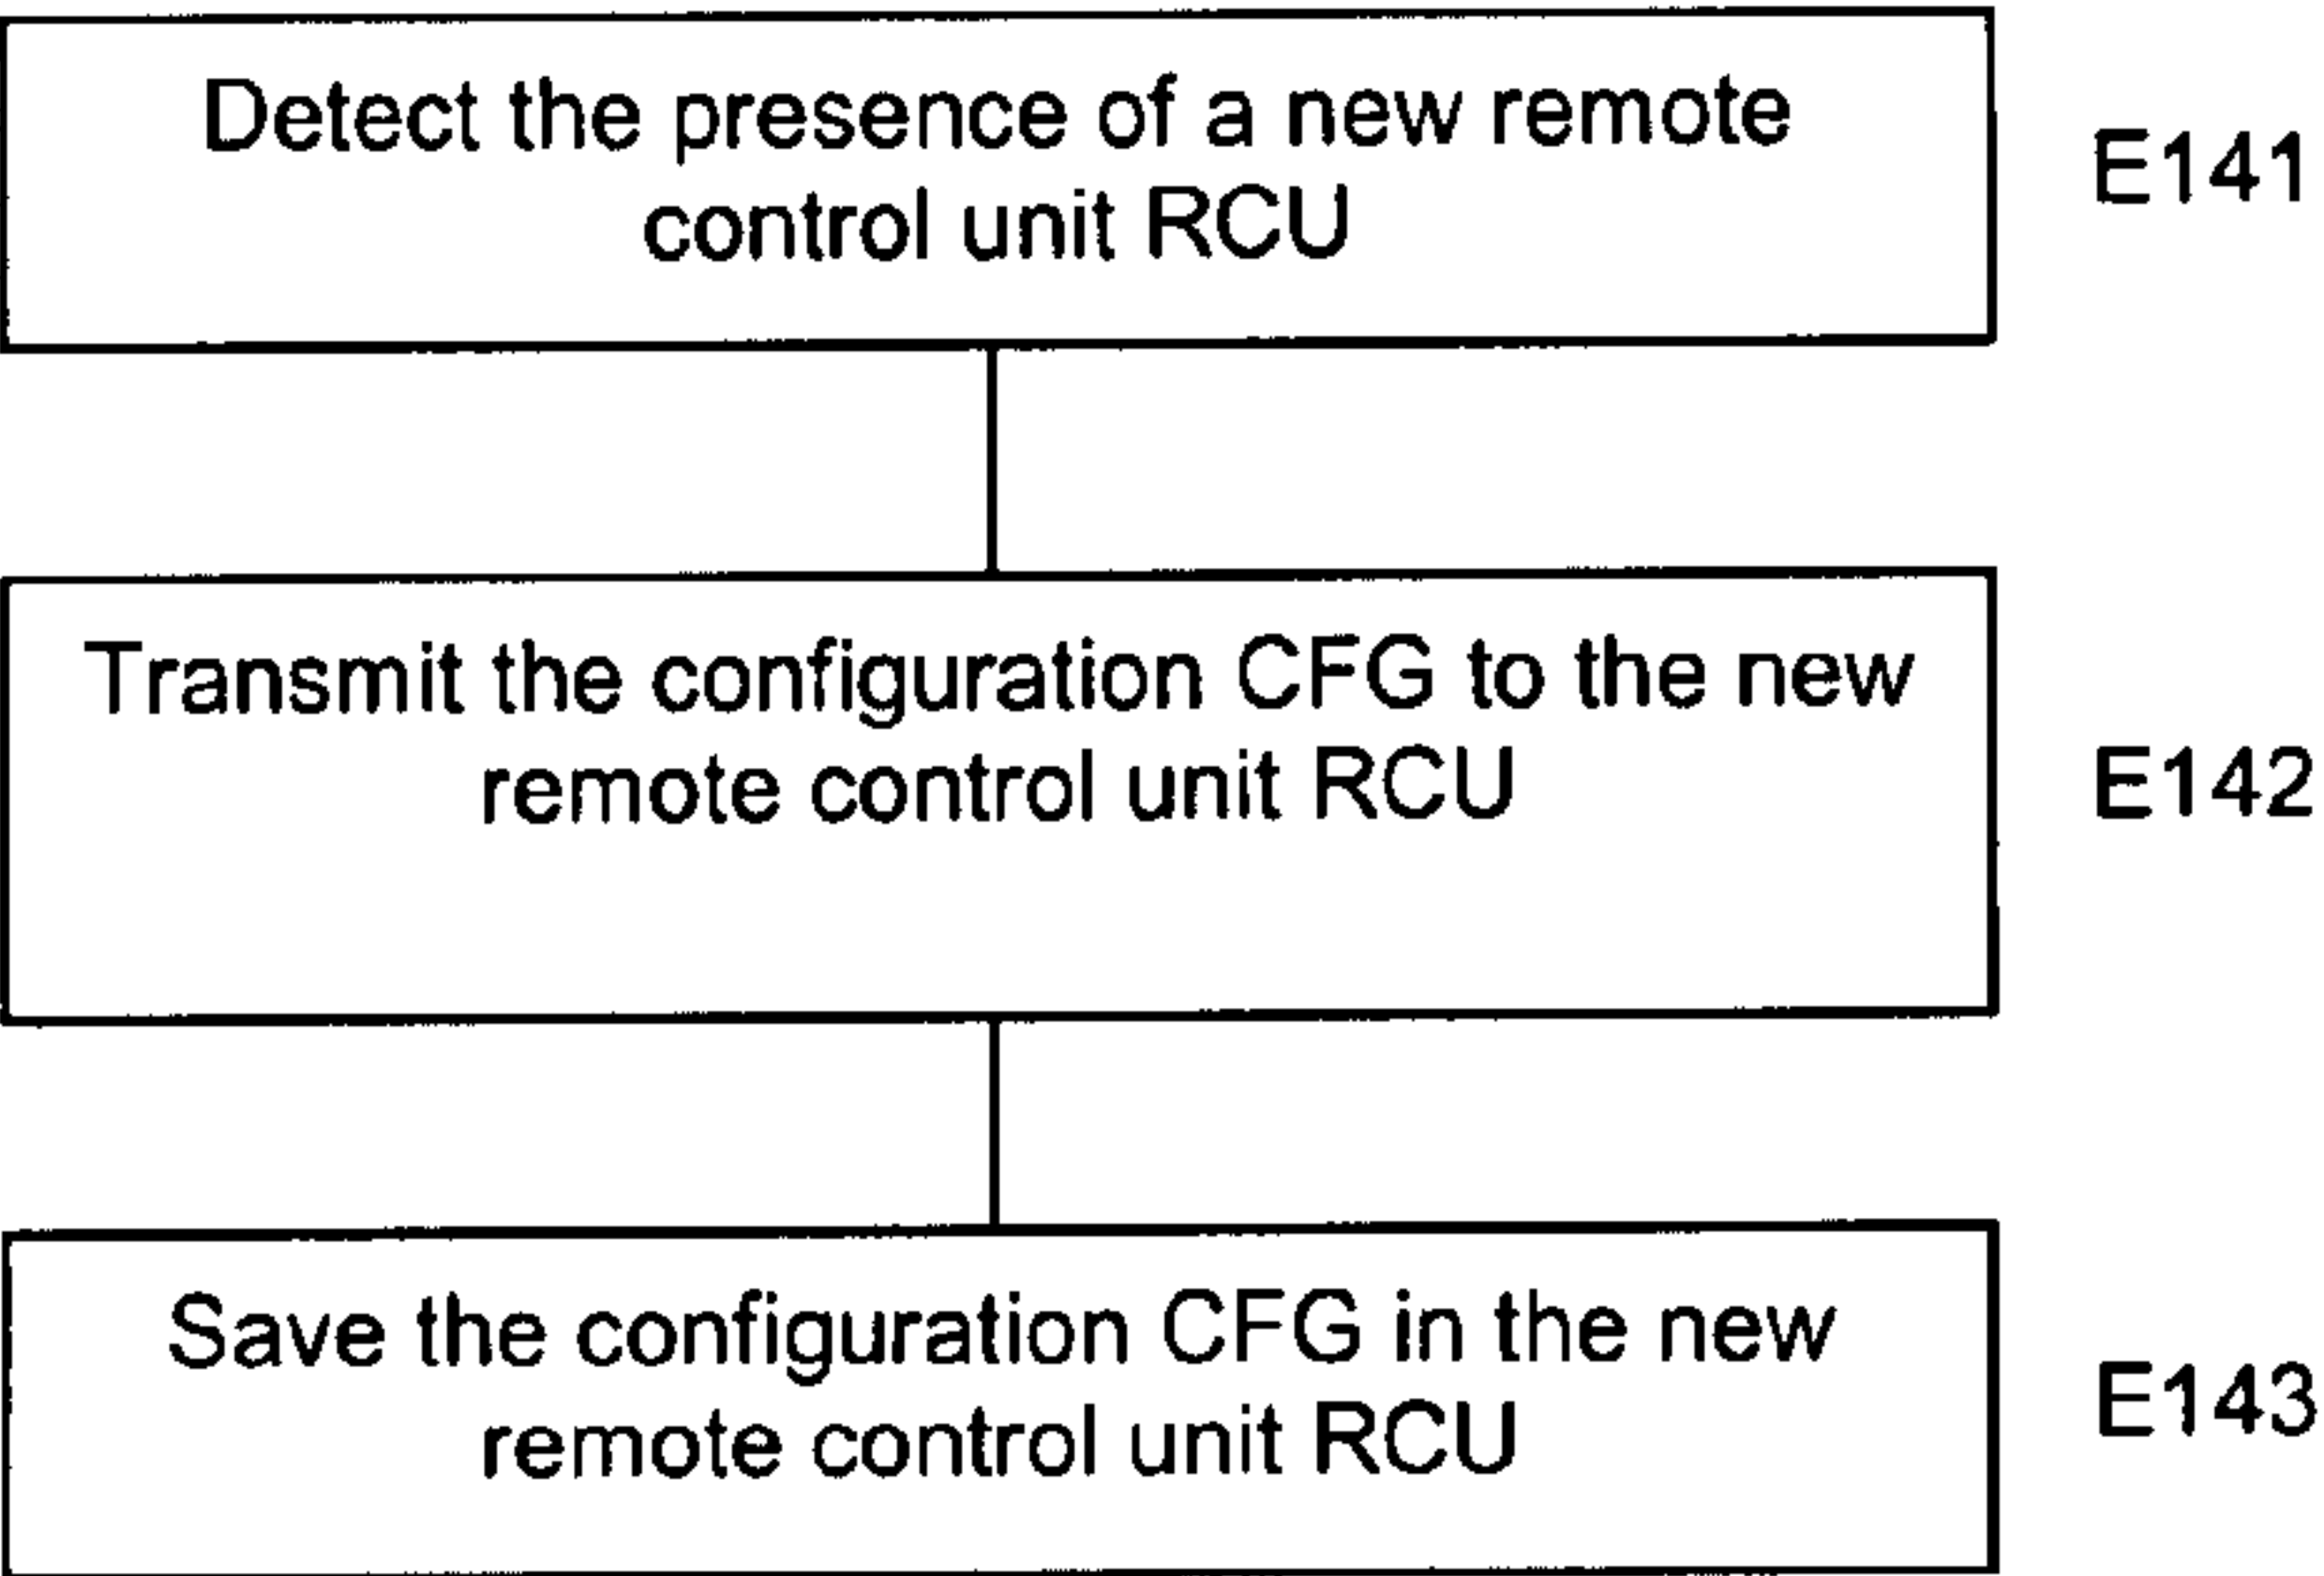 Detect the presence of a new remote
control unit RCU
E141
Transmit the configuration CFG to the new
remote control unit RCU
E142
Save the configuration CFG in the new
remote control unit RCU
E143